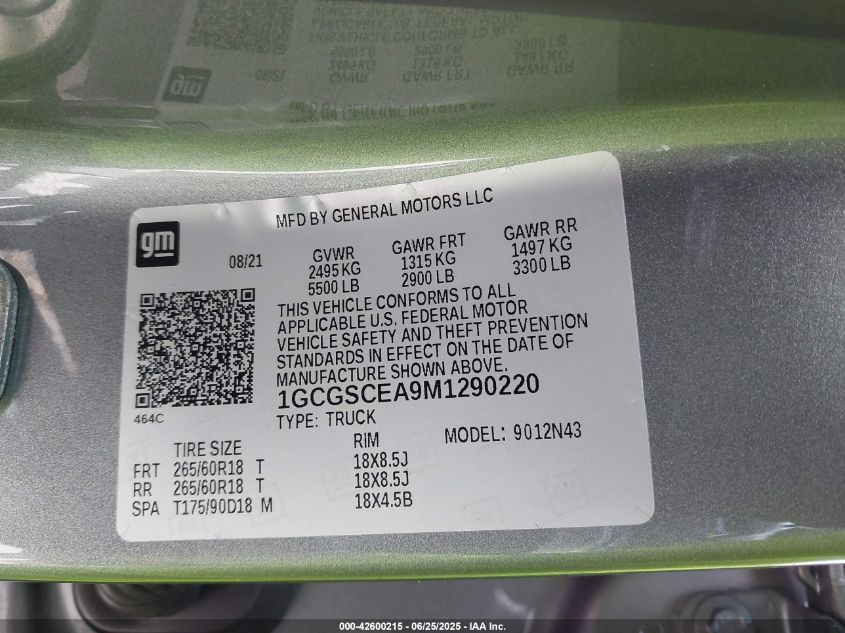 MFD BY GENERAL MOTORS LLC
gm
08/21
GVWR GAWR FRT GAWR RR
2495 KG 1315 KG 1497 KG
5500 LB 2900 LB 3300 LB
THIS VEHICLE CONFORMS TO ALL
APPLICABLE U.S. FEDERAL MOTOR
VEHICLE SAFETY AND THEFT PREVENTION
STANDARDS IN EFFECT ON THE DATE OF
MANUFACTURE SHOWN ABOVE.
1GCGSCEA9M1290220
464C
TYPE: TRUCK
MODEL: 9012N43
TIRE SIZE RIM
FRT 265/60R18 T 18X8.5J
RR 265/60R18 T 18X8.5J
SPA T175/90D18 M 18X4.5B
000-42600215 - 06/25/2025 - IAA Inc.